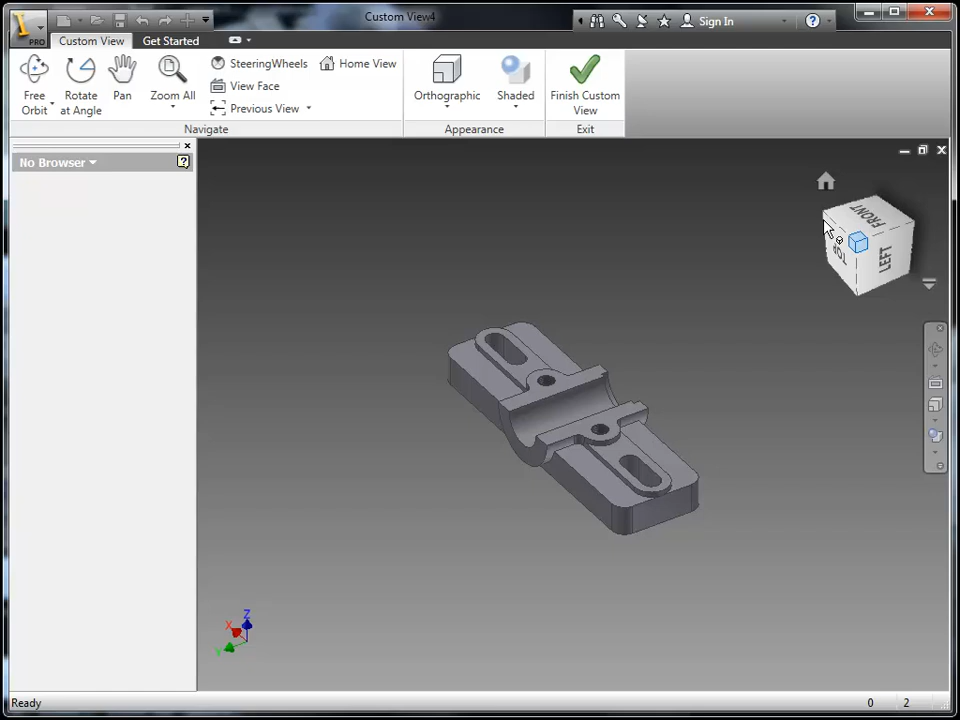 Custom View4
Sign In
PRO
Custom View
Get Started
Free Orbit
Rotate at Angle
Pan
Zoom All
SteeringWheels
View Face
Previous View
Home View
Navigate
Orthographic
Shaded
Appearance
Finish Custom View
Exit
No Browser
FRONT
TOP
LEFT
Z
X
Y
Ready
0
2